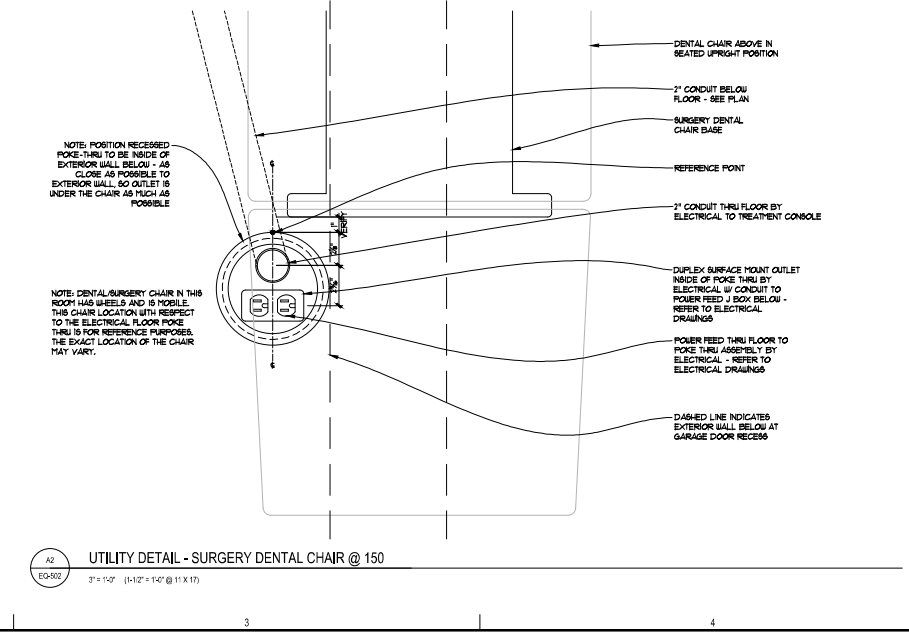 DENTAL CHAIR ABOVE IN
SEATED UPRIGHT POSITION
2" CONDUIT BELOW
FLOOR - SEE PLAN
SURGERY DENTAL
CHAIR BASE
REFERENCE POINT
2" CONDUIT THRU FLOOR BY
ELECTRICAL TO TREATMENT CONSOLE
DUPLEX SURFACE MOUNT OUTLET
INSIDE OF POKE THRU BY
ELECTRICAL W/ CONDUIT TO
POWER FEED J BOX BELOW -
REFER TO ELECTRICAL
DRAWINGS
POWER FEED THRU FLOOR TO
POKE THRU ASSEMBLY BY
ELECTRICAL - REFER TO
ELECTRICAL DRAWINGS
DASHED LINE INDICATES
EXTERIOR WALL BELOW AT
GARAGE DOOR RECESS
NOTE: POSITION RECESSED
POKE-THRU TO BE INSIDE OF
EXTERIOR WALL BELOW - AS
CLOSE AS POSSIBLE TO
EXTERIOR WALL, SO OUTLET IS
UNDER THE CHAIR AS MUCH AS
POSSIBLE
NOTE: DENTAL/SURGERY CHAIR IN THIS
ROOM HAS WHEELS AND IS MOBILE.
THIS CHAIR LOCATION WITH RESPECT
TO THE ELECTRICAL FLOOR POKE
THRU IS FOR REFERENCE PURPOSES.
THE EXACT LOCATION OF THE CHAIR
MAY VARY.
1"
VERIFY
A2
EQ-502
UTILITY DETAIL - SURGERY DENTAL CHAIR @ 150
3" = 1'-0" (1-1/2" = 1'-0" @ 11 X 17)
3
4